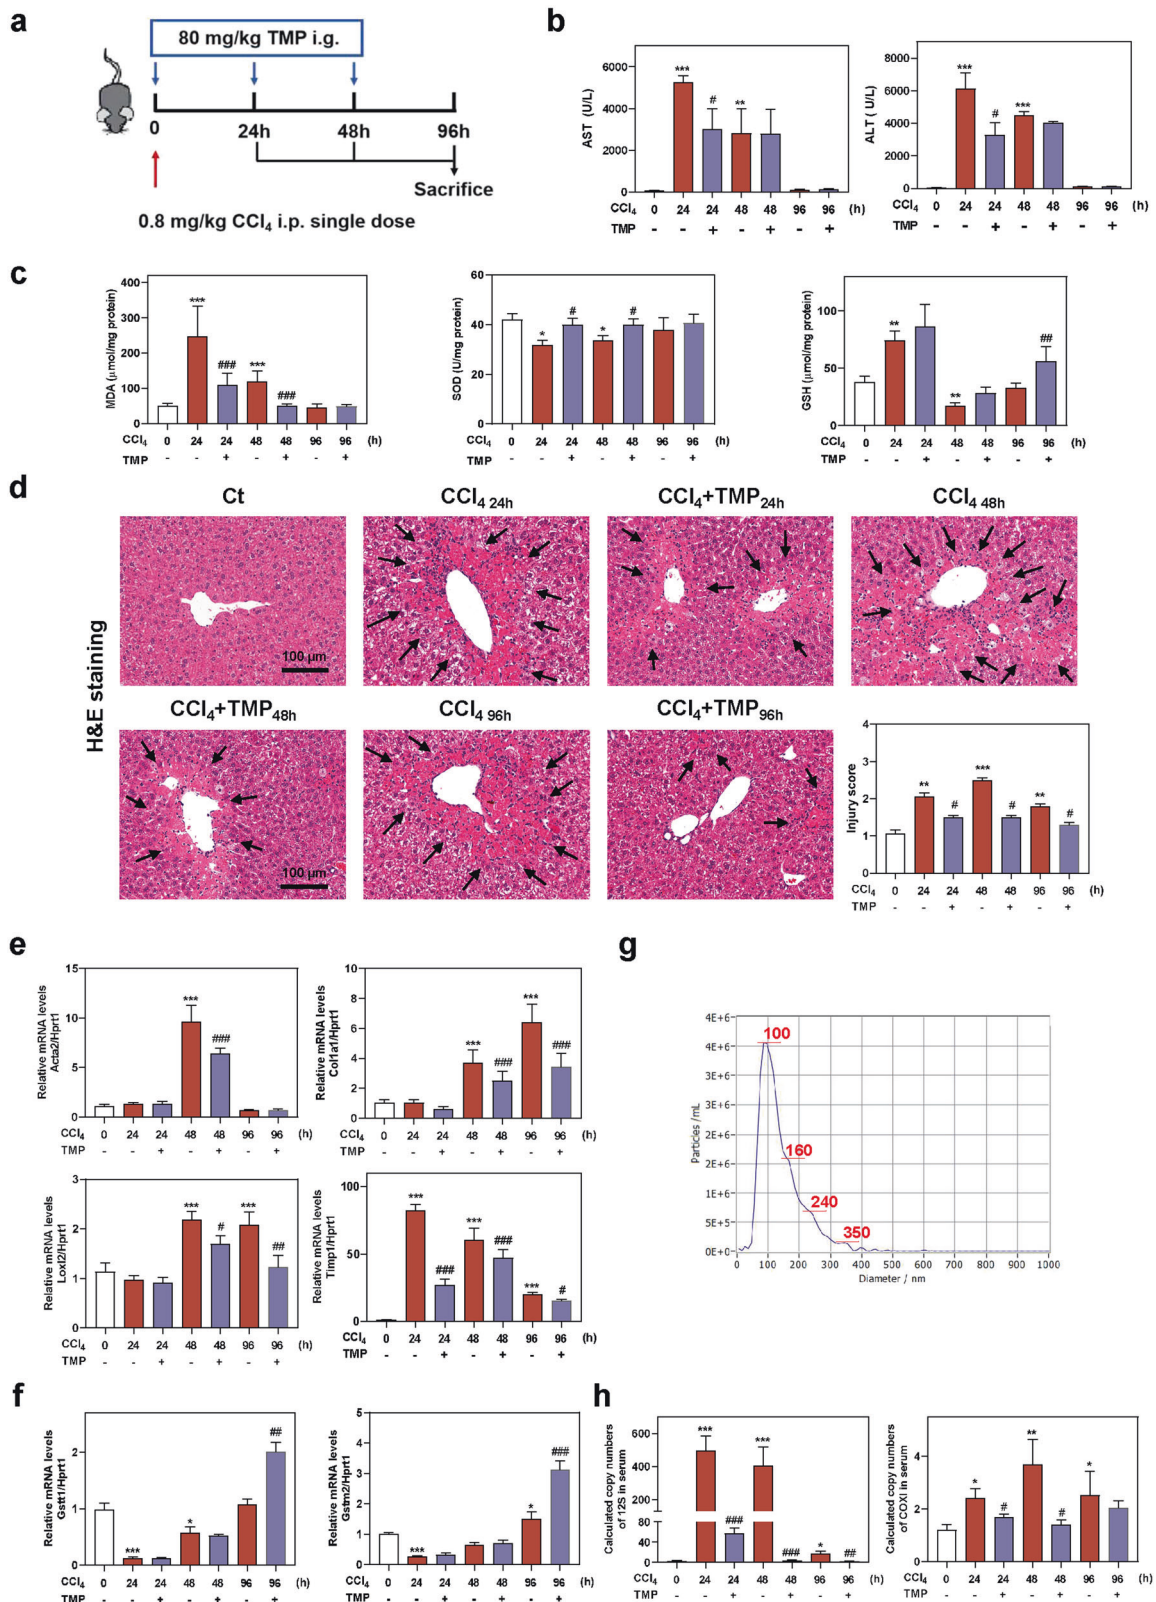 a
80 mg/kg TMP i.g.
0 24h 48h 96h
Sacrifice
0.8 mg/kg CCl4 i.p. single dose
b
AST (U/L)
6000
4000
2000
0
*** # **
CCl4 0 24 24 48 48 96 96 (h)
TMP - - + - + - +
ALT (U/L)
8000
6000
4000
2000
0
*** # ***
CCl4 0 24 24 48 48 96 96 (h)
TMP - - + - + - +
c
MDA (μmol/mg protein)
400
300
200
100
0
*** ### *** ###
CCl4 0 24 24 48 48 96 96 (h)
TMP - - + - + - +
SOD (U/mg protein)
60
40
20
0
* # * #
CCl4 0 24 24 48 48 96 96 (h)
TMP - - + - + - +
GSH (μmol/mg protein)
100
50
0
** ** ##
CCl4 0 24 24 48 48 96 96 (h)
TMP - - + - + - +
d
H&E staining
Ct
CCl4 24h
CCl4+TMP24h
CCl4 48h
100 μm
CCl4+TMP48h
CCl4 96h
CCl4+TMP96h
100 μm
Injury score
4
3
2
1
0
** # *** # ** #
CCl4 0 24 24 48 48 96 96 (h)
TMP - - + - + - +
e
Relative mRNA levels
Acta2/Hprt1
15
10
5
0
*** ###
CCl4 0 24 24 48 48 96 96 (h)
TMP - - + - + - +
Relative mRNA levels
Col1a1/Hprt1
10
8
6
4
2
0
*** ### *** ###
CCl4 0 24 24 48 48 96 96 (h)
TMP - - + - + - +
Relative mRNA levels
Loxl2/Hprt1
3
2
1
0
*** # *** ##
CCl4 0 24 24 48 48 96 96 (h)
TMP - - + - + - +
Relative mRNA levels
Timp1/Hprt1
100
50
0
*** ### *** ### *** #
CCl4 0 24 24 48 48 96 96 (h)
TMP - - + - + - +
f
Relative mRNA levels
Gstt1/Hprt1
2
1
0
*** * ##
CCl4 0 24 24 48 48 96 96 (h)
TMP - - + - + - +
Relative mRNA levels
Gstm2/Hprt1
4
3
2
1
0
*** * ###
CCl4 0 24 24 48 48 96 96 (h)
TMP - - + - + - +
g
Particles / mL
4E+6
4E+6
3E+6
3E+6
2E+6
2E+6
1E+6
5E+5
0E+0
100
160
240
350
0 100 200 300 400 500 600 700 800 900 1000
Diameter / nm
h
Calculated copy numbers
of 12S in serum
600
400
200
80
40
0
*** ### *** ### * ##
CCl4 0 24 24 48 48 96 96 (h)
TMP - - + - + - +
Calculated copy numbers
of COXI in serum
4
2
0
* # ** # *
CCl4 0 24 24 48 48 96 96 (h)
TMP - - + - + - +